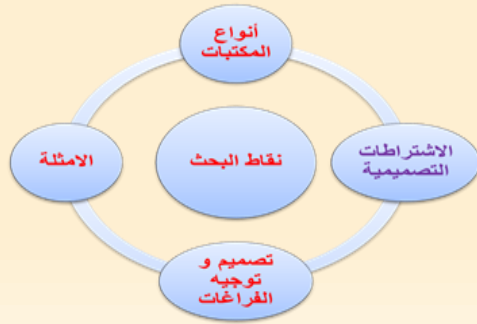 أنواع
المكتبات
نقاط البحث
الاشتراطات
التصميمية
تصميم و
توجيه
الفراغات
الامثلة